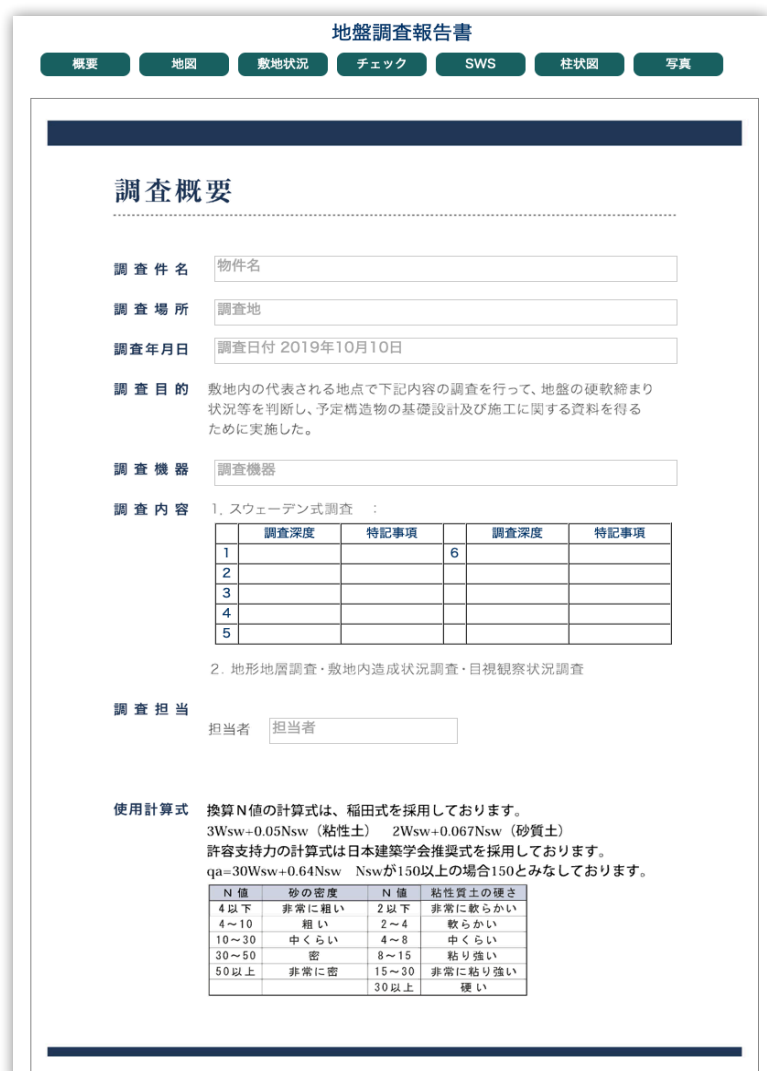 地盤調査報告書
概要 地図 敷地状況 チェック SWS 柱状図 写真
調査概要
調査件名 物件名
調査場所 調査地
調査年月日 調査日付 2019年10月10日
調査目的 敷地内の代表される地点で下記内容の調査を行って、地盤の硬軟締まり
状況等を判断し、予定構造物の基礎設計及び施工に関する資料を得る
ために実施した。
調査機器 調査機器
調査内容 1. スウェーデン式調査 :
調査深度 特記事項 調査深度 特記事項
1 6
2
3
4
5
2. 地形地層調査・敷地内造成状況調査・目視観察状況調査
調査担当
担当者 担当者
使用計算式 換算N値の計算式は、稲田式を採用しております。
3Wsw+0.05Nsw（粘性土） 2Wsw+0.067Nsw（砂質土）
許容支持力の計算式は日本建築学会推奨式を採用しております。
qa=30Wsw+0.64Nsw Nswが150以上の場合150とみなしております。
N値 砂の密度 N値 粘性質土の硬さ
4以下 非常に粗い 2以下 非常に軟らかい
4～10 粗い 2～4 軟らかい
10～30 中くらい 4～8 中くらい
30～50 密 8～15 粘り強い
50以上 非常に密 15～30 非常に粘り強い
30以上 硬い